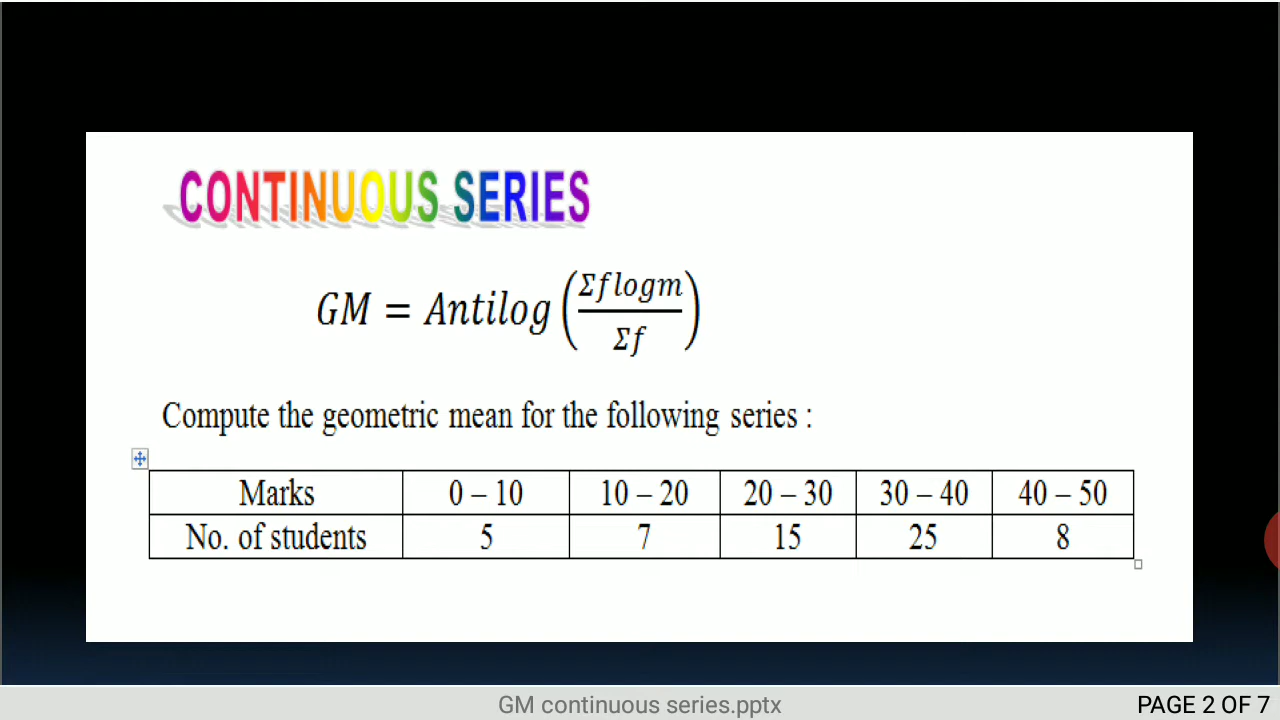 CONTINUOUS SERIES
GM = Antilog (Σflogm / Σf)
Compute the geometric mean for the following series :
Marks 0 – 10 10 – 20 20 – 30 30 – 40 40 – 50
No. of students 5 7 15 25 8
GM continuous series.pptx PAGE 2 OF 7